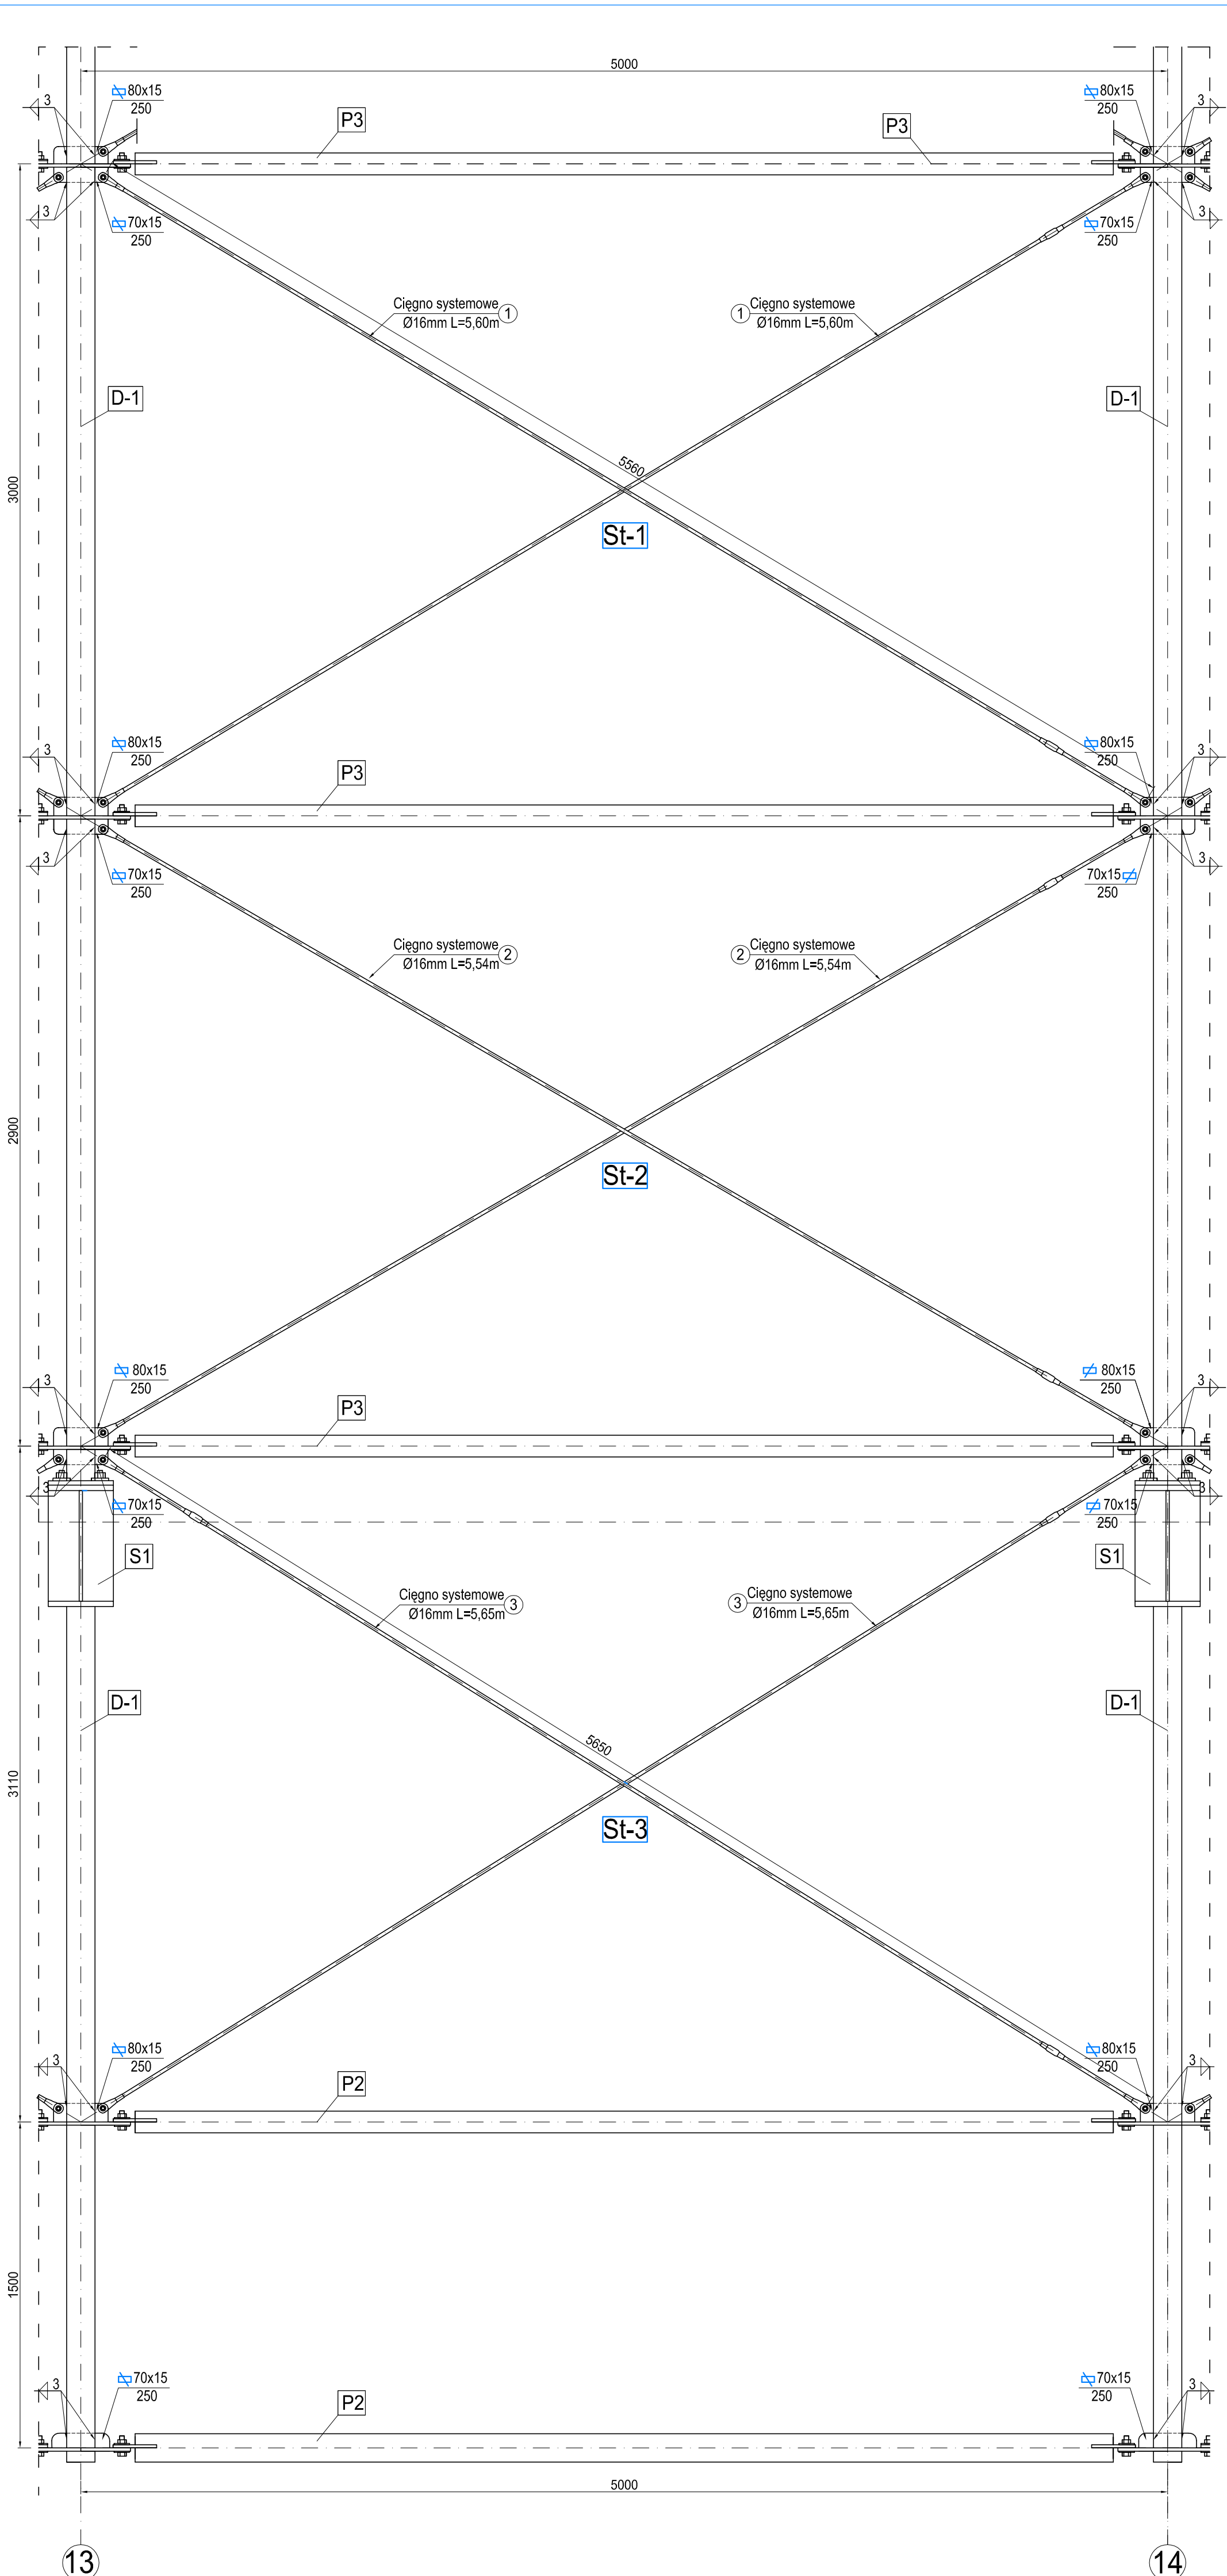 5000
3
80x15
250
80x15
250
3
P3
P3
3
70x15
250
70x15
250
3
Cięgno systemowe
Ø16mm L=5,60m
1
1
Cięgno systemowe
Ø16mm L=5,60m
D-1
D-1
3000
5560
St-1
3
80x15
250
P3
80x15
250
3
3
70x15
250
70x15
250
3
Cięgno systemowe
Ø16mm L=5,54m
2
2
Cięgno systemowe
Ø16mm L=5,54m
2900
St-2
3
80x15
250
P3
80x15
250
3
3
70x15
250
70x15
250
3
S1
S1
Cięgno systemowe
Ø16mm L=5,65m
3
3
Cięgno systemowe
Ø16mm L=5,65m
D-1
D-1
5650
3110
St-3
3
80x15
250
P2
80x15
250
3
1500
3
70x15
250
P2
70x15
250
3
5000
13
14